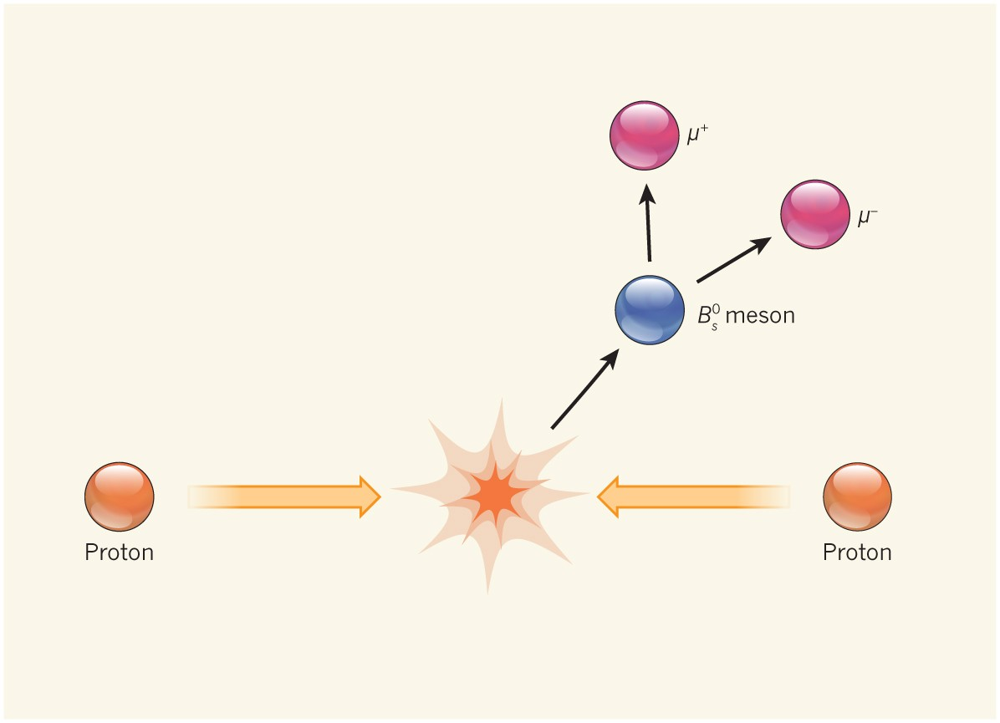 μ⁺
μ⁻
B⁰ₛ meson
Proton
Proton